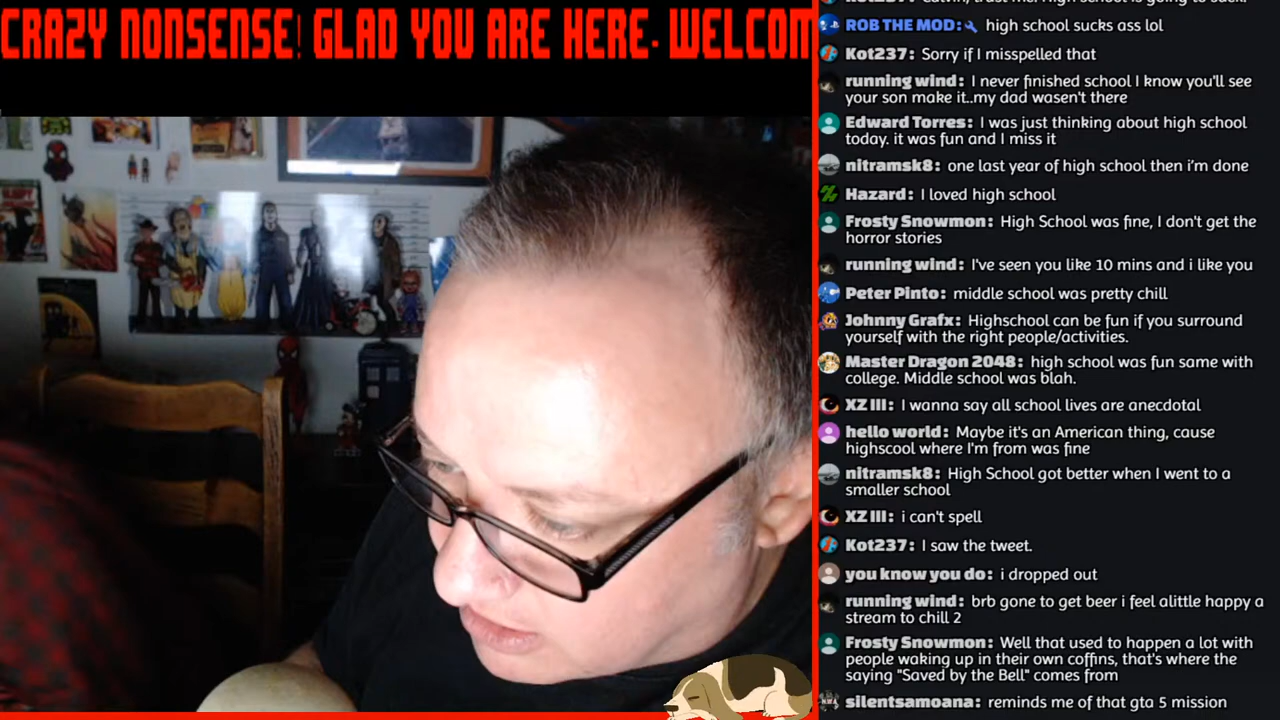 CRAZY NONSENSE! GLAD YOU ARE HERE. WELCOM
ROB THE MOD: high school sucks ass lol
Kot237: Sorry if I misspelled that
running wind: I never finished school I know you'll see
your son make it..my dad wasen't there
Edward Torres: I was just thinking about high school
today. it was fun and I miss it
nitramsk8: one last year of high school then i'm done
Hazard: I loved high school
Frosty Snowmon: High School was fine, I don't get the
horror stories
running wind: I've seen you like 10 mins and i like you
Peter Pinto: middle school was pretty chill
Johnny Grafx: Highschool can be fun if you surround
yourself with the right people/activities.
Master Dragon 2048: high school was fun same with
college. Middle school was blah.
XZ III: I wanna say all school lives are anecdotal
hello world: Maybe it's an American thing, cause
highscool where I'm from was fine
nitramsk8: High School got better when I went to a
smaller school
XZ III: i can't spell
Kot237: I saw the tweet.
you know you do: i dropped out
running wind: brb gone to get beer i feel alittle happy a
stream to chill 2
Frosty Snowmon: Well that used to happen a lot with
people waking up in their own coffins, that's where the
saying "Saved by the Bell" comes from
silentsamoana: reminds me of that gta 5 mission